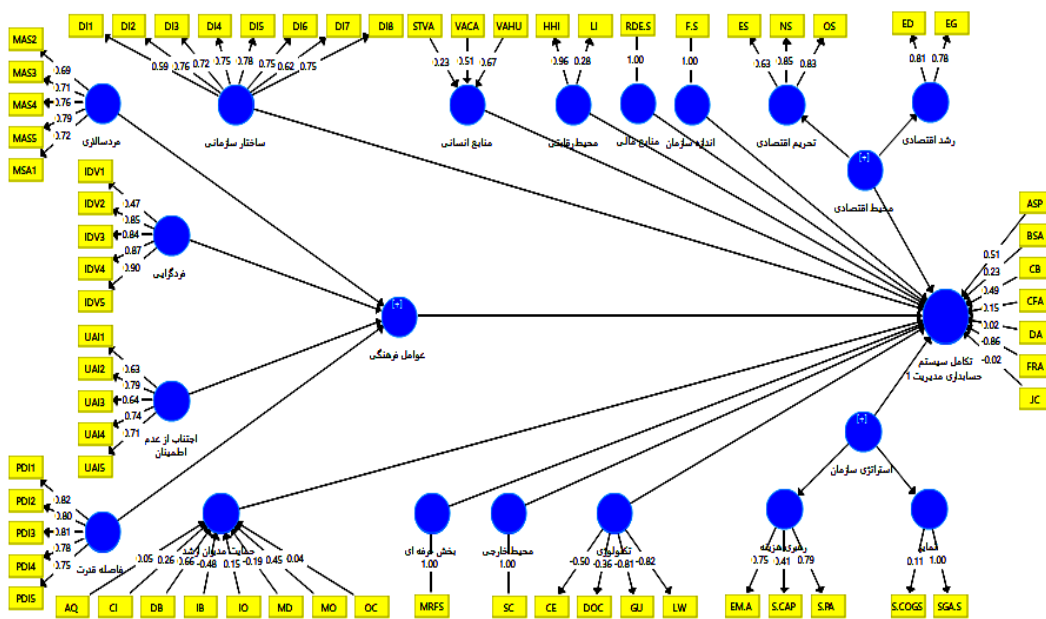 DI1 DI2 DI3 DI4 DI5 DI6 DI7 DI8 STVA VACA VAHU HHI LI RDE.S F.S ES NS OS ED EG
0.59 0.76 0.72 0.75 0.78 0.75 0.62 0.75
0.23 0.51 0.67
0.96 0.28
1.00
1.00
0.63 0.85 0.83
0.81 0.78
MAS2
MAS3
MAS4
MAS5
MSA1
0.69
0.71
0.76
0.79
0.72
مردسالاری
ساختار سازمانی
منابع انسانی
محیط رقابتی
منابع مالی
اندازه سازمان
تحریم اقتصادی
رشد اقتصادی
[+]
محیط اقتصادی
IDV1
IDV2
IDV3
IDV4
IDV5
0.47
0.85
0.84
0.87
0.90
فردگرایی
[+]
عوامل فرهنگی
ASP
BSA
CB
CFA
DA
FRA
JC
0.51
0.23
0.49
0.15
0.02
-0.86
-0.02
تکامل سیستم
حسابداری مدیریت 1
UAI1
UAI2
UAI3
UAI4
UAI5
0.63
0.79
0.64
0.74
0.71
اجتناب از عدم
اطمینان
[+]
استراتژی سازمان
PDI1
PDI2
PDI3
PDI4
PDI5
0.82
0.80
0.81
0.78
0.75
فاصله قدرت
حمایت مدیران ارشد
بخش حرفه ای
محیط خارجی
تکنولوژی
رهبری هزینه
تمایز
0.05 0.26 0.66 -0.48 0.15 -0.19 0.45 0.04
1.00
1.00
-0.50 -0.36 -0.81 -0.82
0.75 0.41 0.79
0.11 1.00
AQ CI DB IB IO MD MO OC MRFS SC CE DOC GU LW EM.A S.CAP S.PA S.COGS SGA.S